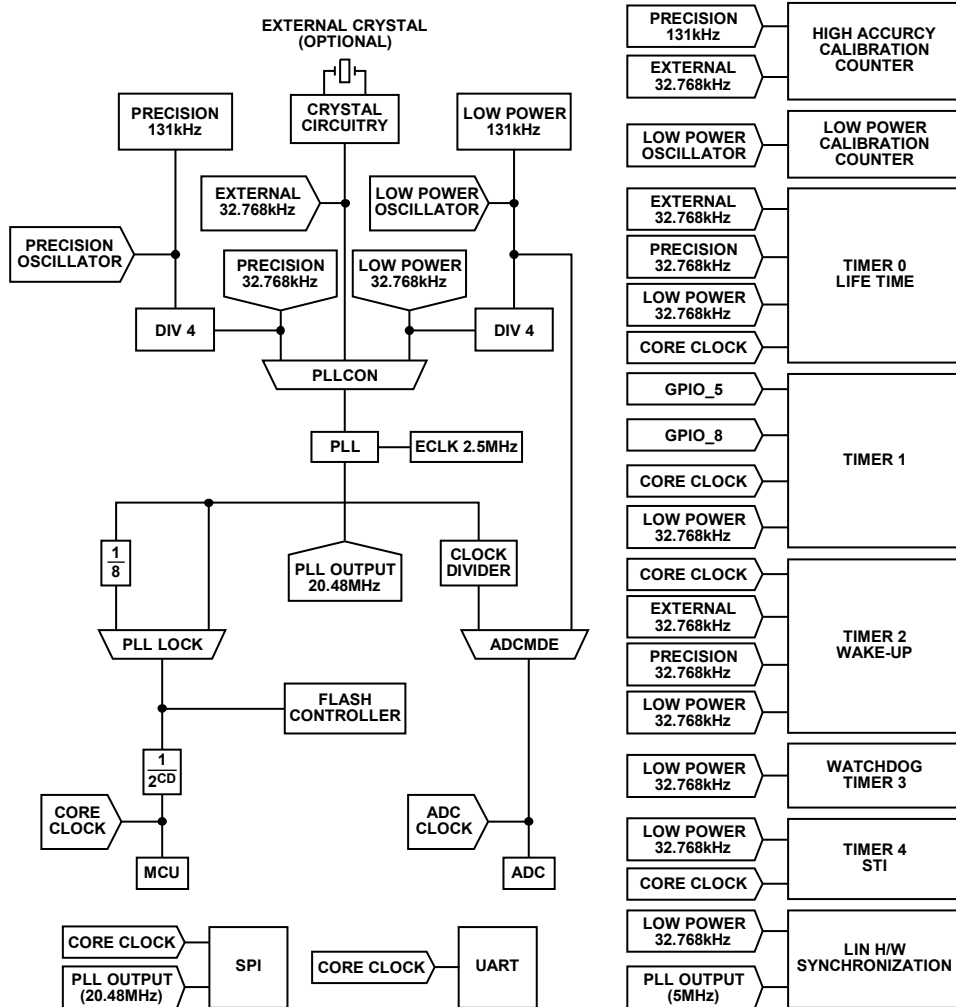 EXTERNAL CRYSTAL
(OPTIONAL)
PRECISION
131kHz
CRYSTAL
CIRCUITRY
LOW POWER
131kHz
EXTERNAL
32.768kHz
LOW POWER
OSCILLATOR
PRECISION
OSCILLATOR
PRECISION
32.768kHz
LOW POWER
32.768kHz
DIV 4
DIV 4
PLLCON
PLL
ECLK 2.5MHz
1
8
PLL OUTPUT
20.48MHz
CLOCK
DIVIDER
PLL LOCK
ADCMDE
FLASH
CONTROLLER
1
2CD
CORE
CLOCK
ADC
CLOCK
MCU
ADC
CORE CLOCK
PLL OUTPUT
(20.48MHz)
SPI
CORE CLOCK
UART
PRECISION
131kHz
EXTERNAL
32.768kHz
HIGH ACCURCY
CALIBRATION
COUNTER
LOW POWER
OSCILLATOR
LOW POWER
CALIBRATION
COUNTER
EXTERNAL
32.768kHz
PRECISION
32.768kHz
LOW POWER
32.768kHz
CORE CLOCK
TIMER 0
LIFE TIME
GPIO_5
GPIO_8
CORE CLOCK
LOW POWER
32.768kHz
TIMER 1
CORE CLOCK
EXTERNAL
32.768kHz
PRECISION
32.768kHz
LOW POWER
32.768kHz
TIMER 2
WAKE-UP
LOW POWER
32.768kHz
WATCHDOG
TIMER 3
LOW POWER
32.768kHz
CORE CLOCK
TIMER 4
STI
LOW POWER
32.768kHz
PLL OUTPUT
(5MHz)
LIN H/W
SYNCHRONIZATION